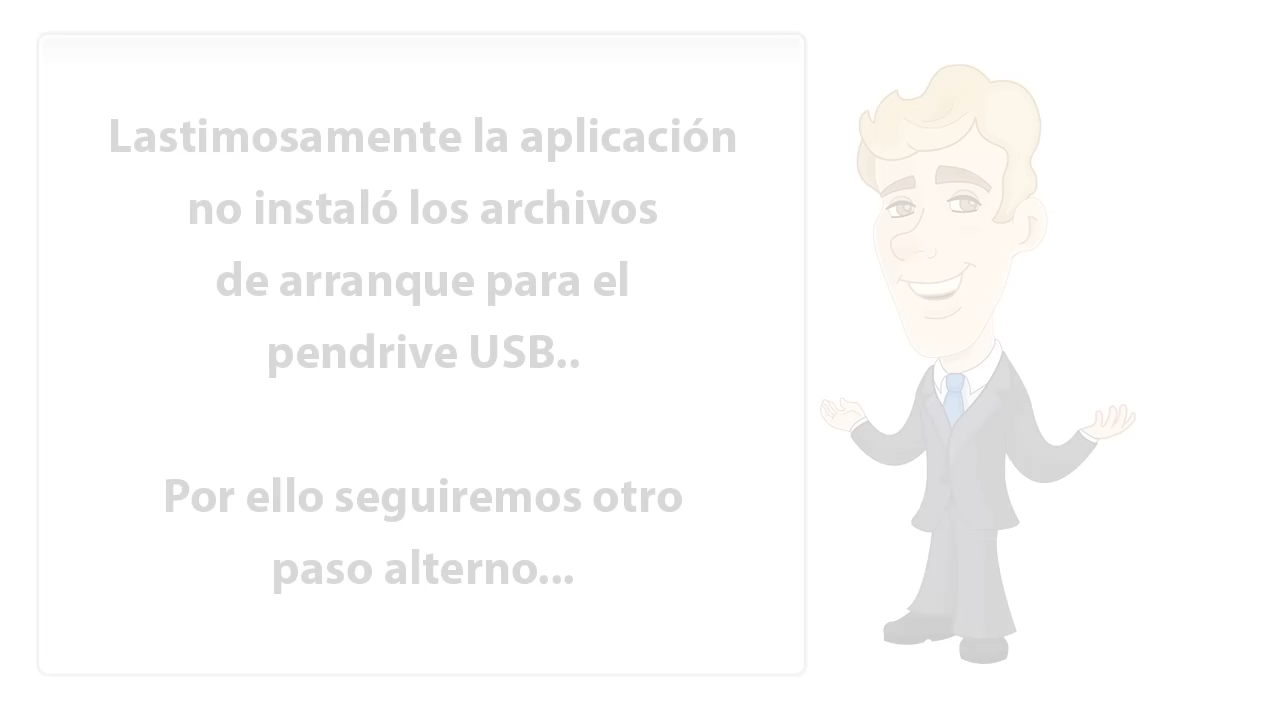 Lastimosamente la aplicación
no instaló los archivos
de arranque para el
pendrive USB..
Por ello seguiremos otro
paso alterno...